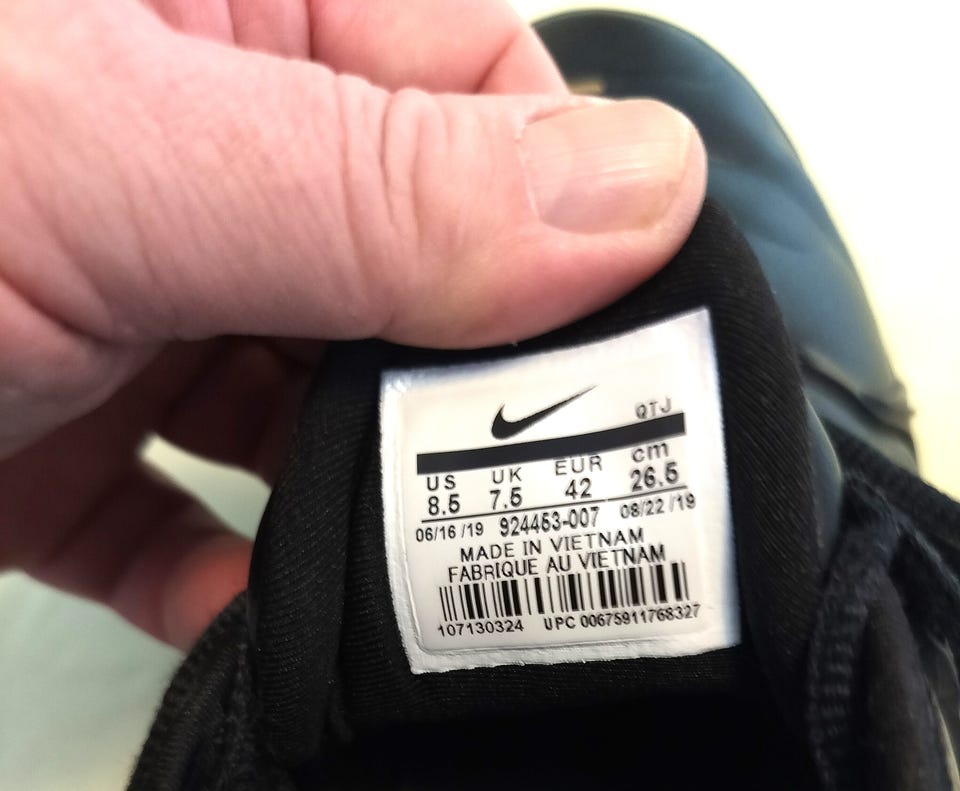 QTJ
US UK EUR cm
8.5 7.5 42 26.5
06/16/19 924453-007 08/22/19
MADE IN VIETNAM
FABRIQUE AU VIETNAM
107130324 UPC 00675911768327